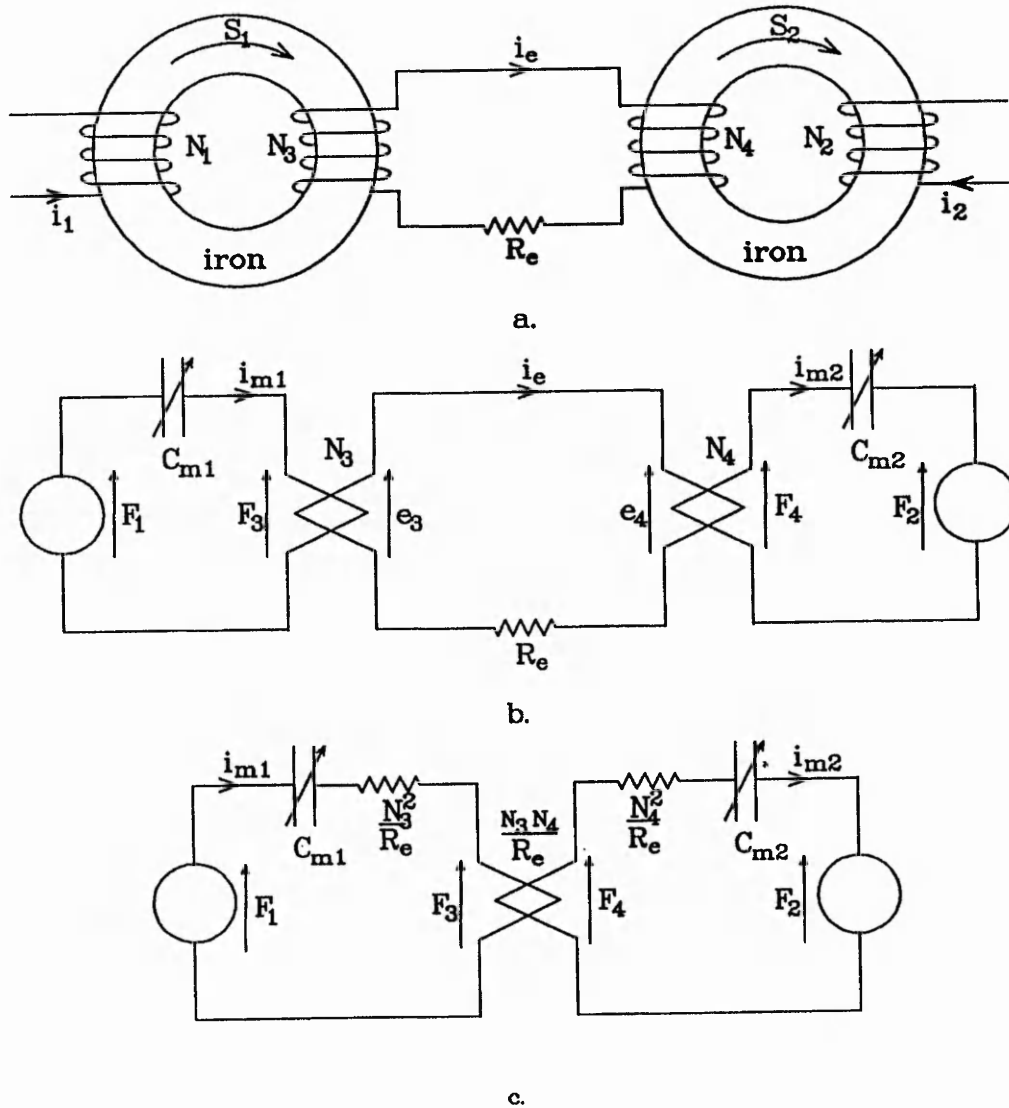 S₁
S₂
iₑ
N₁ N₃
N₄ N₂
i₁
i₂
iron
Rₑ
iron
a.
iₘ₁
iₑ
iₘ₂
Cₘ₁
N₃
N₄
Cₘ₂
F₁ F₃ e₃
e₄ F₄ F₂
Rₑ
b.
iₘ₁
iₘ₂
Cₘ₁
N₃²/Rₑ
N₃ N₄/Rₑ
N₄²/Rₑ
Cₘ₂
F₁ F₃ F₄ F₂
c.